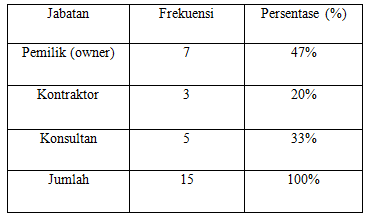 Jabatan Frekuensi Persentase (%)
Pemilik (owner) 7 47%
Kontraktor 3 20%
Konsultan 5 33%
Jumlah 15 100%